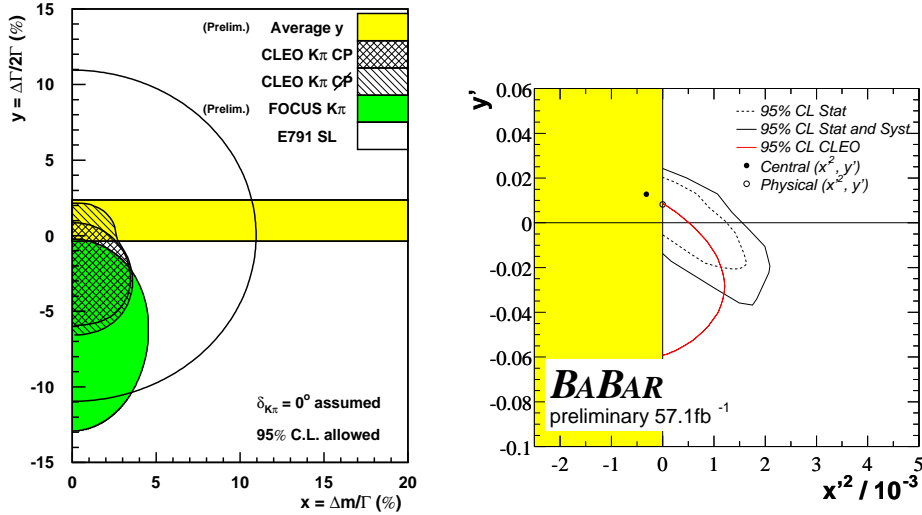 y = ΔΓ/2Γ (%)
15
10
5
0
-5
-10
-15
(Prelim.) Average y
CLEO Kπ CP
CLEO Kπ CP̸
(Prelim.) FOCUS Kπ
E791 SL
δKπ = 0° assumed
95% C.L. allowed
0 5 10 15 20
x = Δm/Γ (%)
y'
0.06
0.04
0.02
0
-0.02
-0.04
-0.06
-0.08
-0.1
95% CL Stat
95% CL Stat and Syst
95% CL CLEO
Central (x'², y')
Physical (x'², y')
BABAR
preliminary 57.1fb⁻¹
-2 -1 0 1 2 3 4 5
x'² / 10⁻³